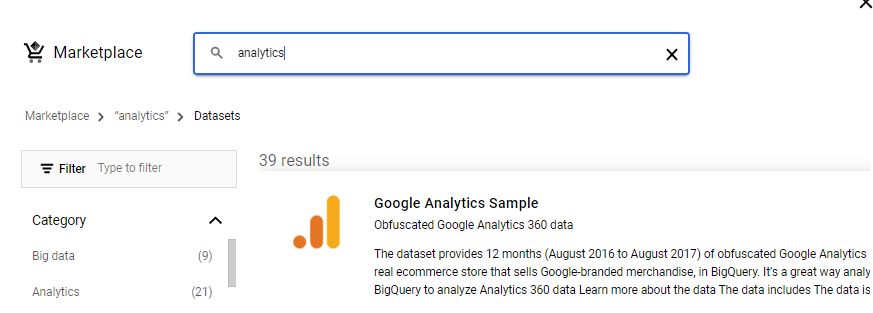 Marketplace
analytics
Marketplace > "analytics" > Datasets
Filter Type to filter
39 results
Category
Big data (9)
Analytics (21)
Google Analytics Sample
Obfuscated Google Analytics 360 data
The dataset provides 12 months (August 2016 to August 2017) of obfuscated Google Analytics
real ecommerce store that sells Google-branded merchandise, in BigQuery. It's a great way analy
BigQuery to analyze Analytics 360 data Learn more about the data The data includes The data is